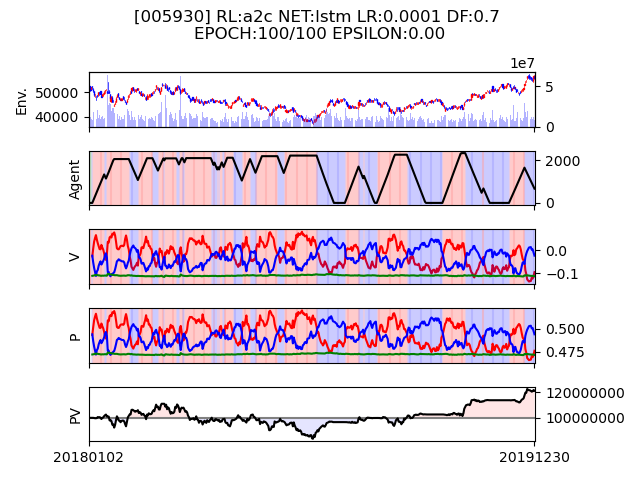 [005930] RL:a2c NET:lstm LR:0.0001 DF:0.7
EPOCH:100/100 EPSILON:0.00
1e7
Env.
50000
40000
5
0
Agent
2000
0
V
0.0
−0.1
P
0.500
0.475
PV
120000000
100000000
20180102
20191230